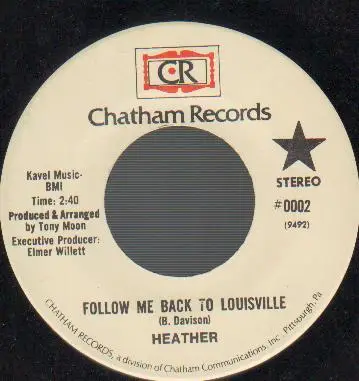 CR
Chatham Records
Kavel Music-
BMI
Time: 2:40
Produced & Arranged
by Tony Moon
Executive Producer:
Elmer Willett
STEREO
#0002
(9492)
FOLLOW ME BACK TO LOUISVILLE
(B. Davison)
HEATHER
CHATHAM RECORDS, a division of Chatham Communications, Inc. Pittsburgh, Pa